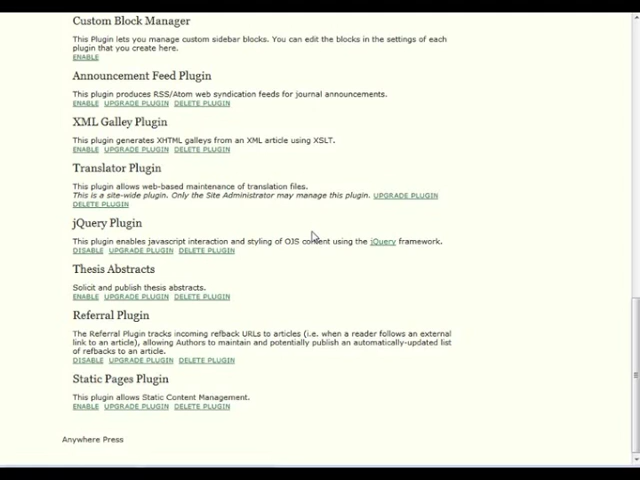 Custom Block Manager
This Plugin lets you manage custom sidebar blocks. You can edit the blocks in the settings of each
plugin that you create here.
ENABLE
Announcement Feed Plugin
This plugin produces RSS/Atom web syndication feeds for journal announcements.
ENABLE UPGRADE PLUGIN DELETE PLUGIN
XML Galley Plugin
This plugin generates XHTML galleys from an XML article using XSLT.
ENABLE UPGRADE PLUGIN DELETE PLUGIN
Translator Plugin
This plugin allows web-based maintenance of translation files.
This is a site-wide plugin. Only the Site Administrator may manage this plugin. UPGRADE PLUGIN
DELETE PLUGIN
jQuery Plugin
This plugin enables javascript interaction and styling of OJS content using the jQuery framework.
DISABLE UPGRADE PLUGIN DELETE PLUGIN
Thesis Abstracts
Solicit and publish thesis abstracts.
ENABLE UPGRADE PLUGIN DELETE PLUGIN
Referral Plugin
The Referral Plugin tracks incoming refback URLs to articles (i.e. when a reader follows an external
link to an article), allowing Authors to maintain and potentially publish an automatically-updated list
of refbacks to an article.
DISABLE UPGRADE PLUGIN DELETE PLUGIN
Static Pages Plugin
This plugin allows Static Content Management.
ENABLE UPGRADE PLUGIN DELETE PLUGIN
Anywhere Press